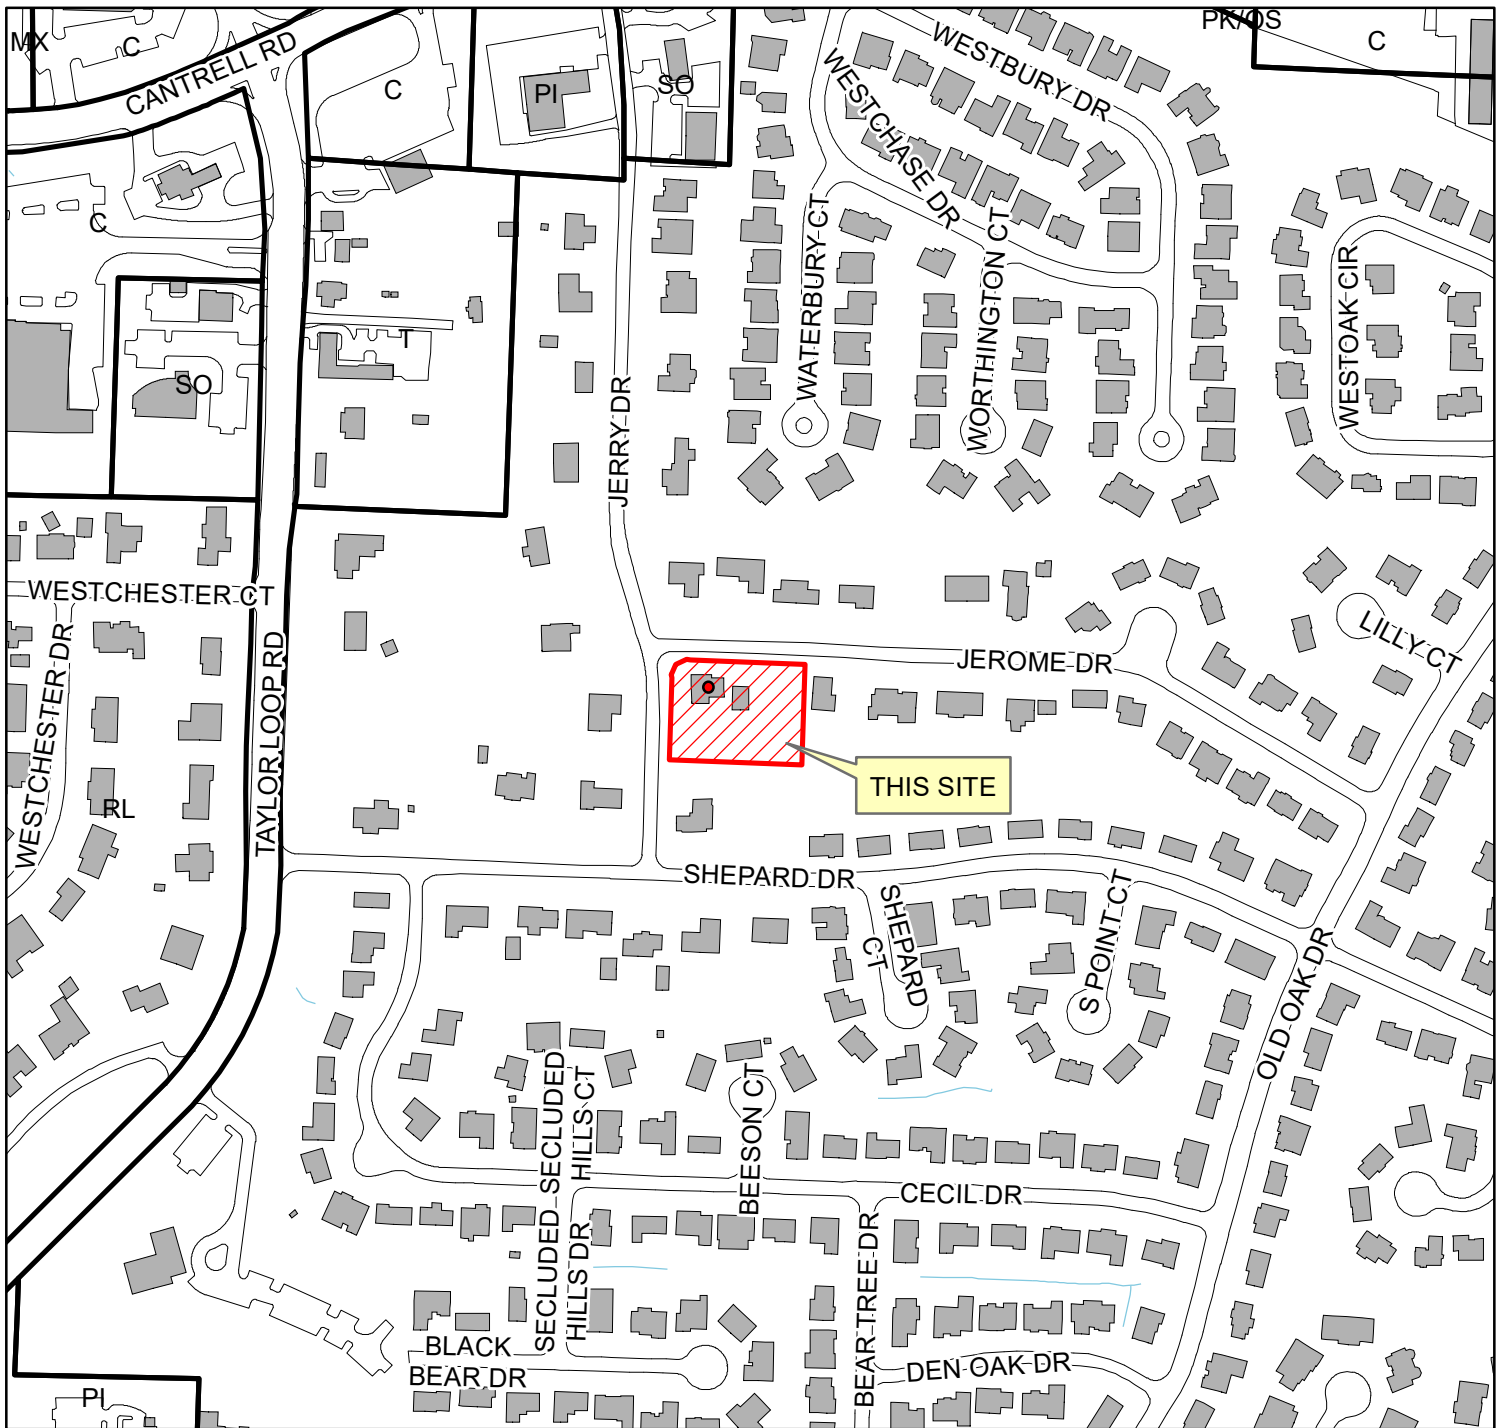 MX
C
CANTRELL RD
C
PI
SO
PK/OS
C
WESTBURY DR
WESTCHASE DR
C
WATERBURY CT
WORTHINGTON CT
WESTOAK CIR
T
SO
JERRY DR
WESTCHESTER CT
WESTCHESTER DR
TAYLOR LOOP RD
LILLY CT
JEROME DR
THIS SITE
RL
SHEPARD DR
SHEPARD
CT
S POINT CT
OLD OAK DR
SECLUDED
HILLS CT
BEESON CT
CECIL DR
SECLUDED
HILLS DR
BEAR TREE DR
BLACK
BEAR DR
DEN OAK DR
PI